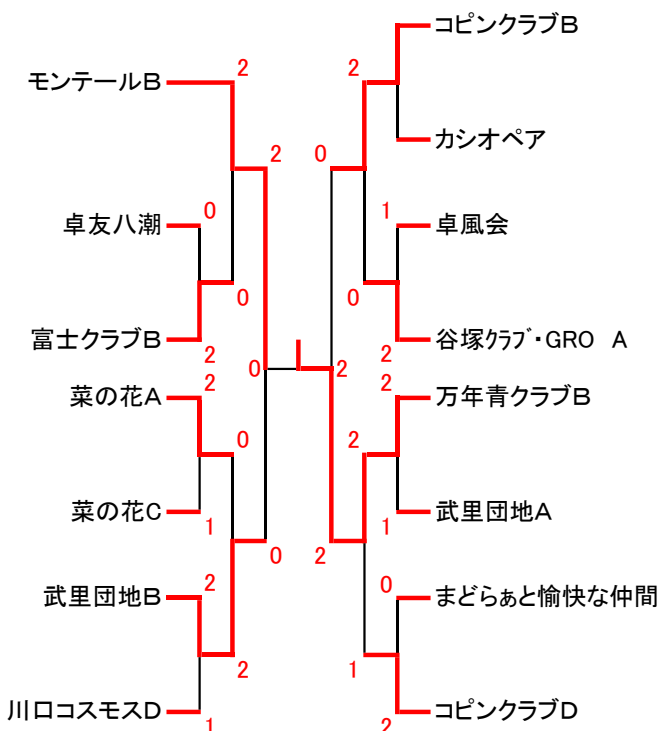 コピンクラブB
2
2
モンテールB
カシオペア
2
0
0
1
卓友八潮
卓風会
0
0
富士クラブB
谷塚ｸﾗﾌﾞ・GRO　A
2
2
0
2
2
2
菜の花A
万年青クラブB
0
2
菜の花C
武里団地A
1
1
0
2
2
0
武里団地B
まどらぁと愉快な仲間
2
1
川口コスモスD
コピンクラブD
1
2